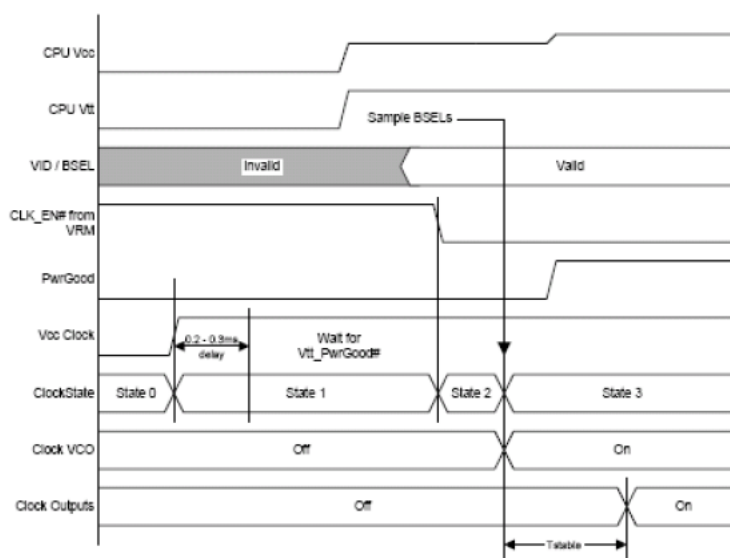 CPU Vcc
CPU Vtt
Sample BSELs
VID / BSEL
Invalid
Valid
CLK_EN# from
VRM
PwrGood
Vcc Clock
0.2 - 0.3ms
delay
Wait for
Vtt_PwrGood#
ClockState
State 0
State 1
State 2
State 3
Clock VCO
Off
On
Clock Outputs
Off
On
Tstable